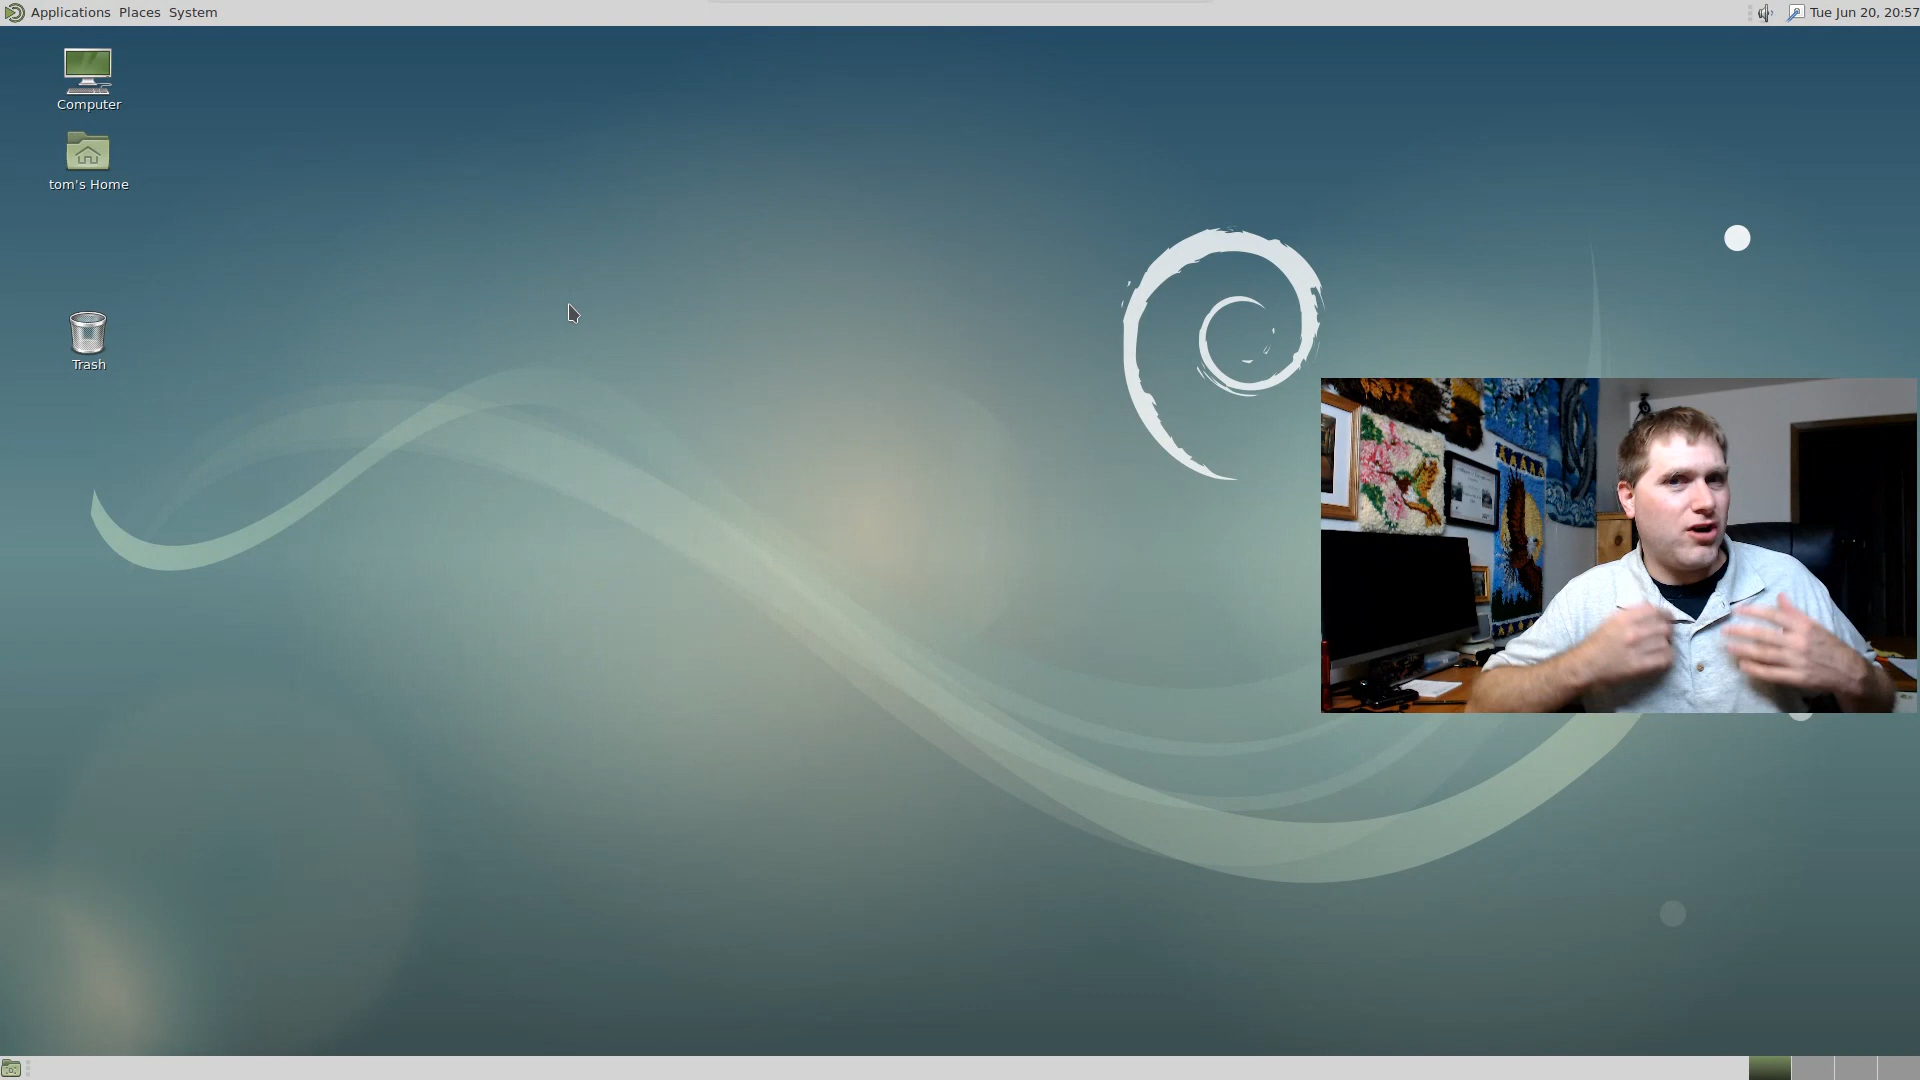 Applications Places System
Tue Jun 20, 20:57
Computer
tom's Home
Trash